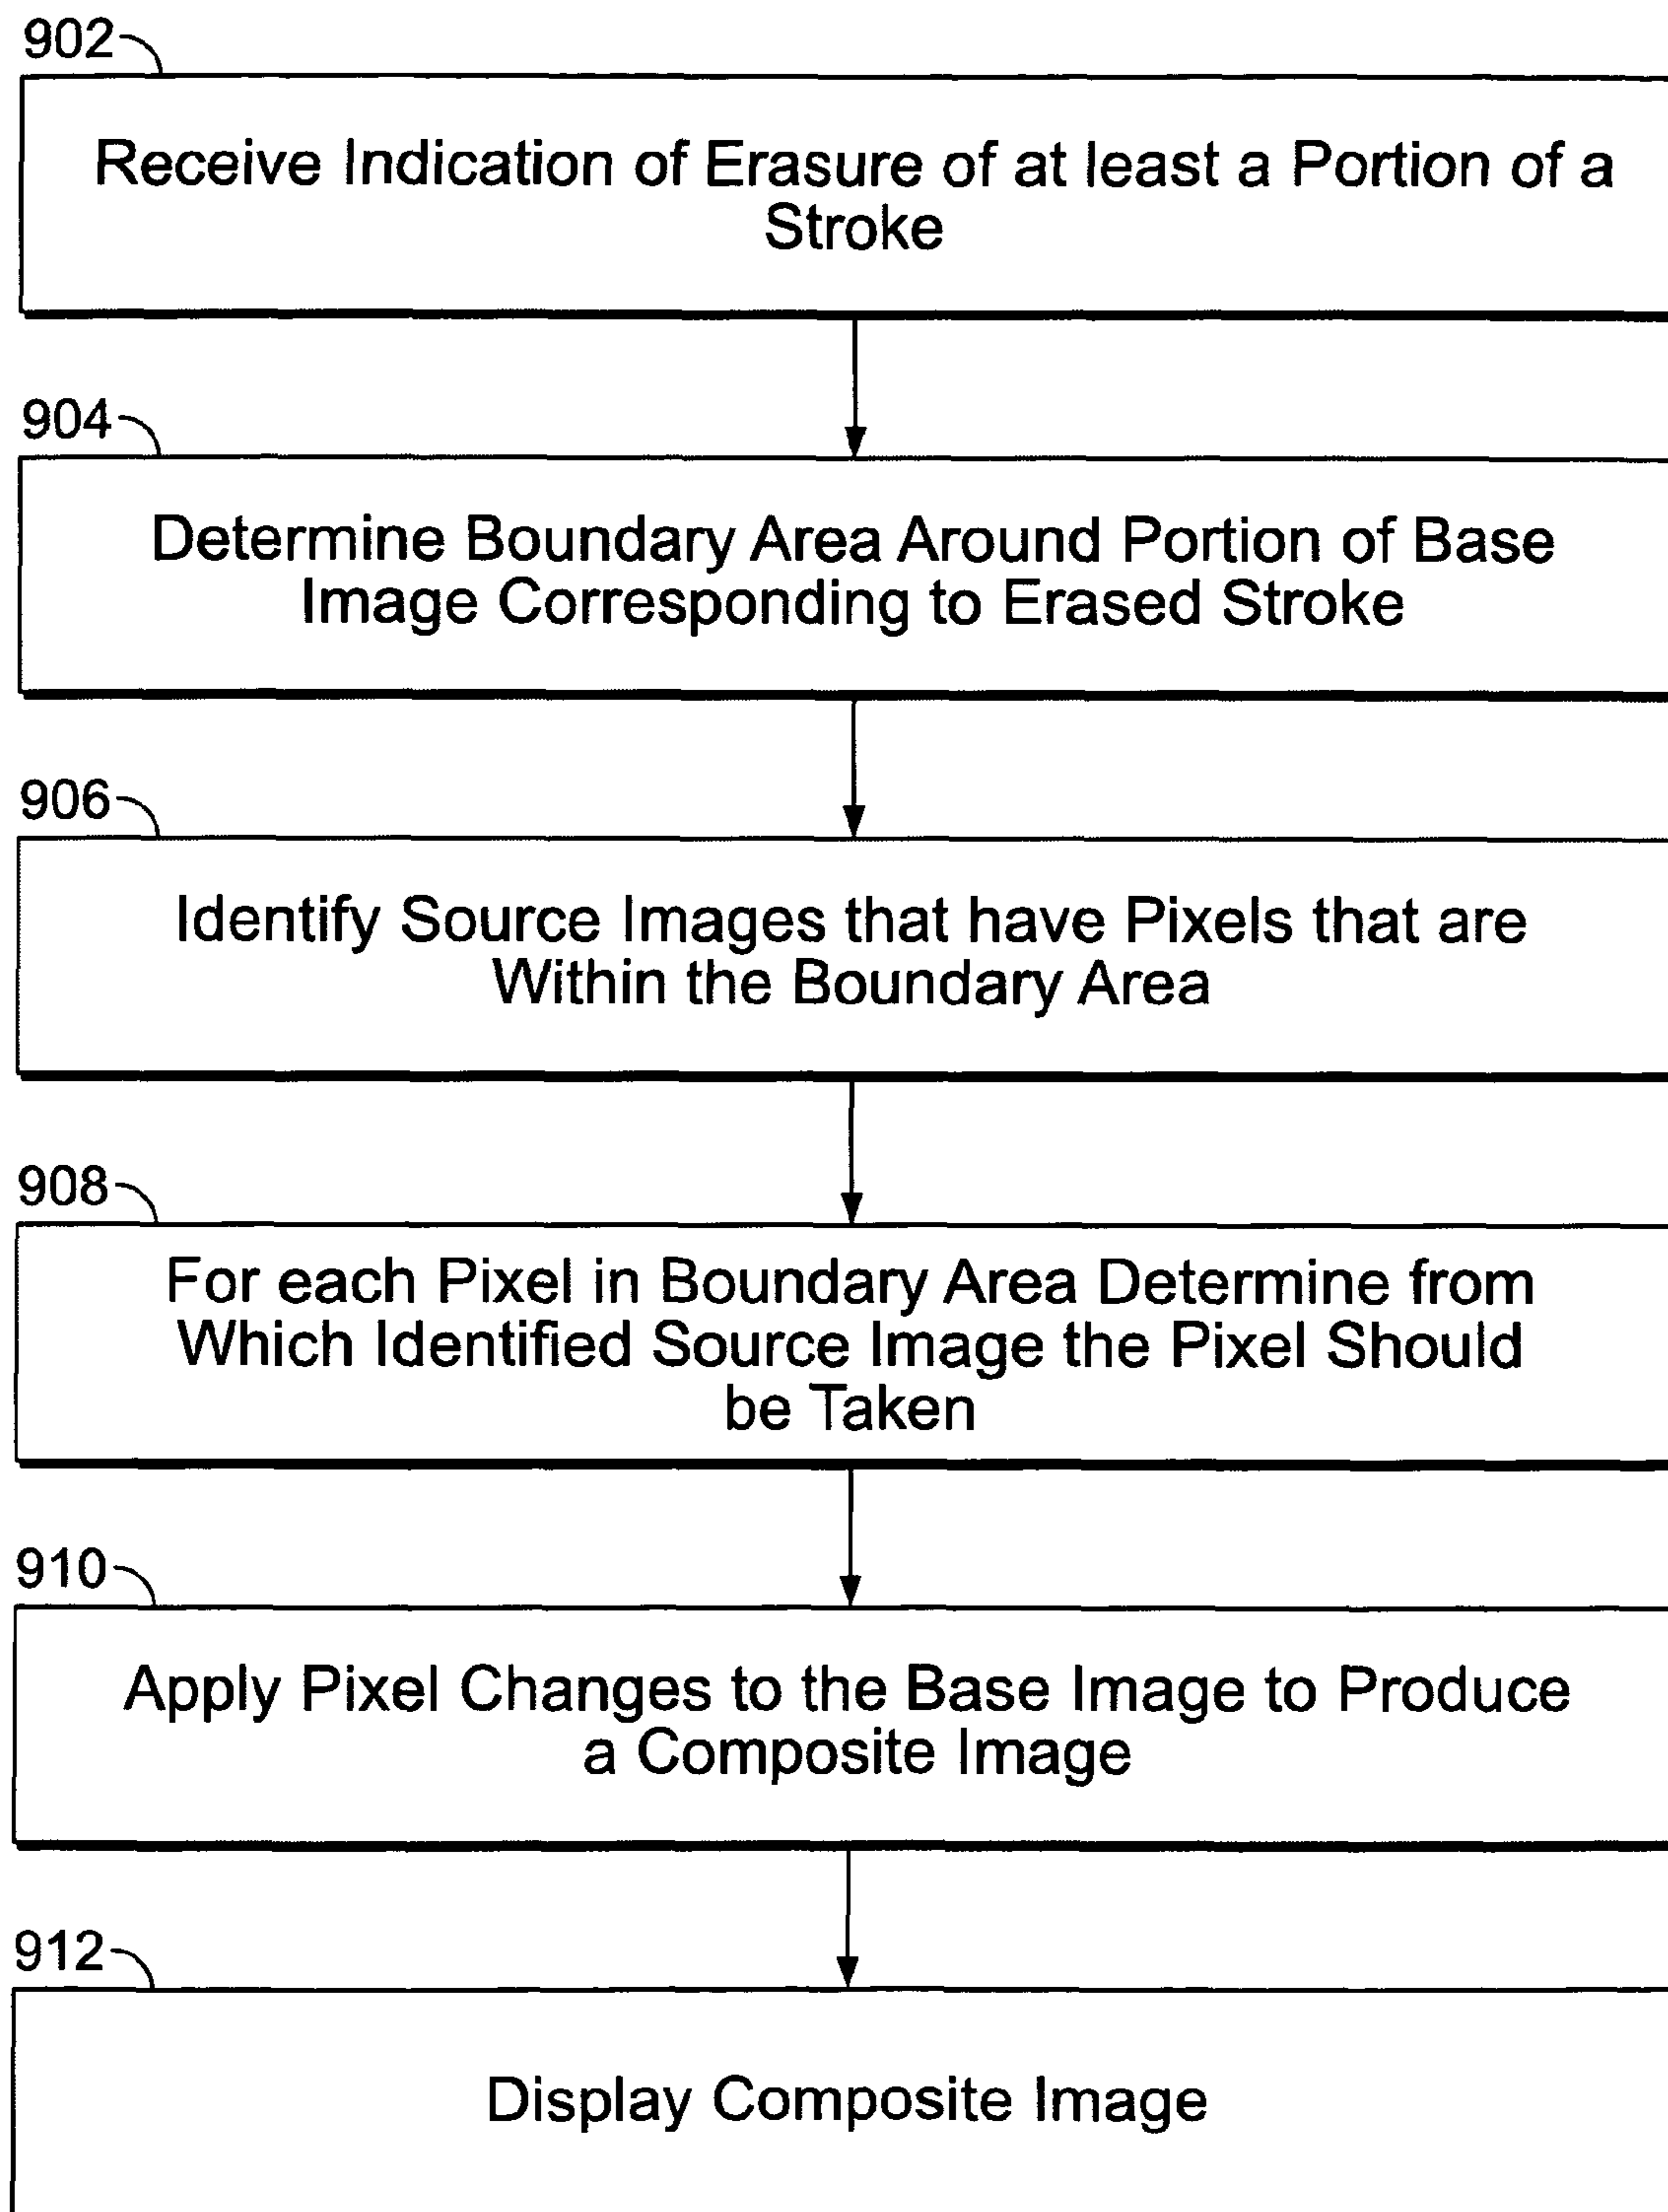 902
Receive Indication of Erasure of at least a Portion of a
Stroke
904
Determine Boundary Area Around Portion of Base
Image Corresponding to Erased Stroke
906
Identify Source Images that have Pixels that are
Within the Boundary Area
908
For each Pixel in Boundary Area Determine from
Which Identified Source Image the Pixel Should
be Taken
910
Apply Pixel Changes to the Base Image to Produce
a Composite Image
912
Display Composite Image